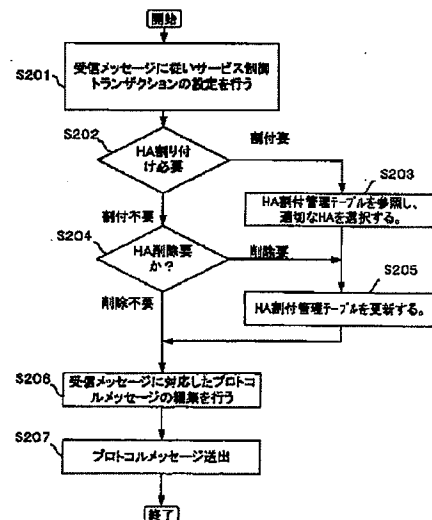 開始
S201
受信メッセージに従いサービス制御
トランザクションの設定を行う
S202
HA割り付
け必要
割付要
S203
HA割付管理テーブルを参照し、
適切なHAを選択する。
割付不要
S204
HA削除要
か?
削除要
S205
HA割付管理テーブルを更新する。
削除不要
S206
受信メッセージに対応したプロトコ
ルメッセージの編集を行う
S207
プロトコルメッセージ送出
終了